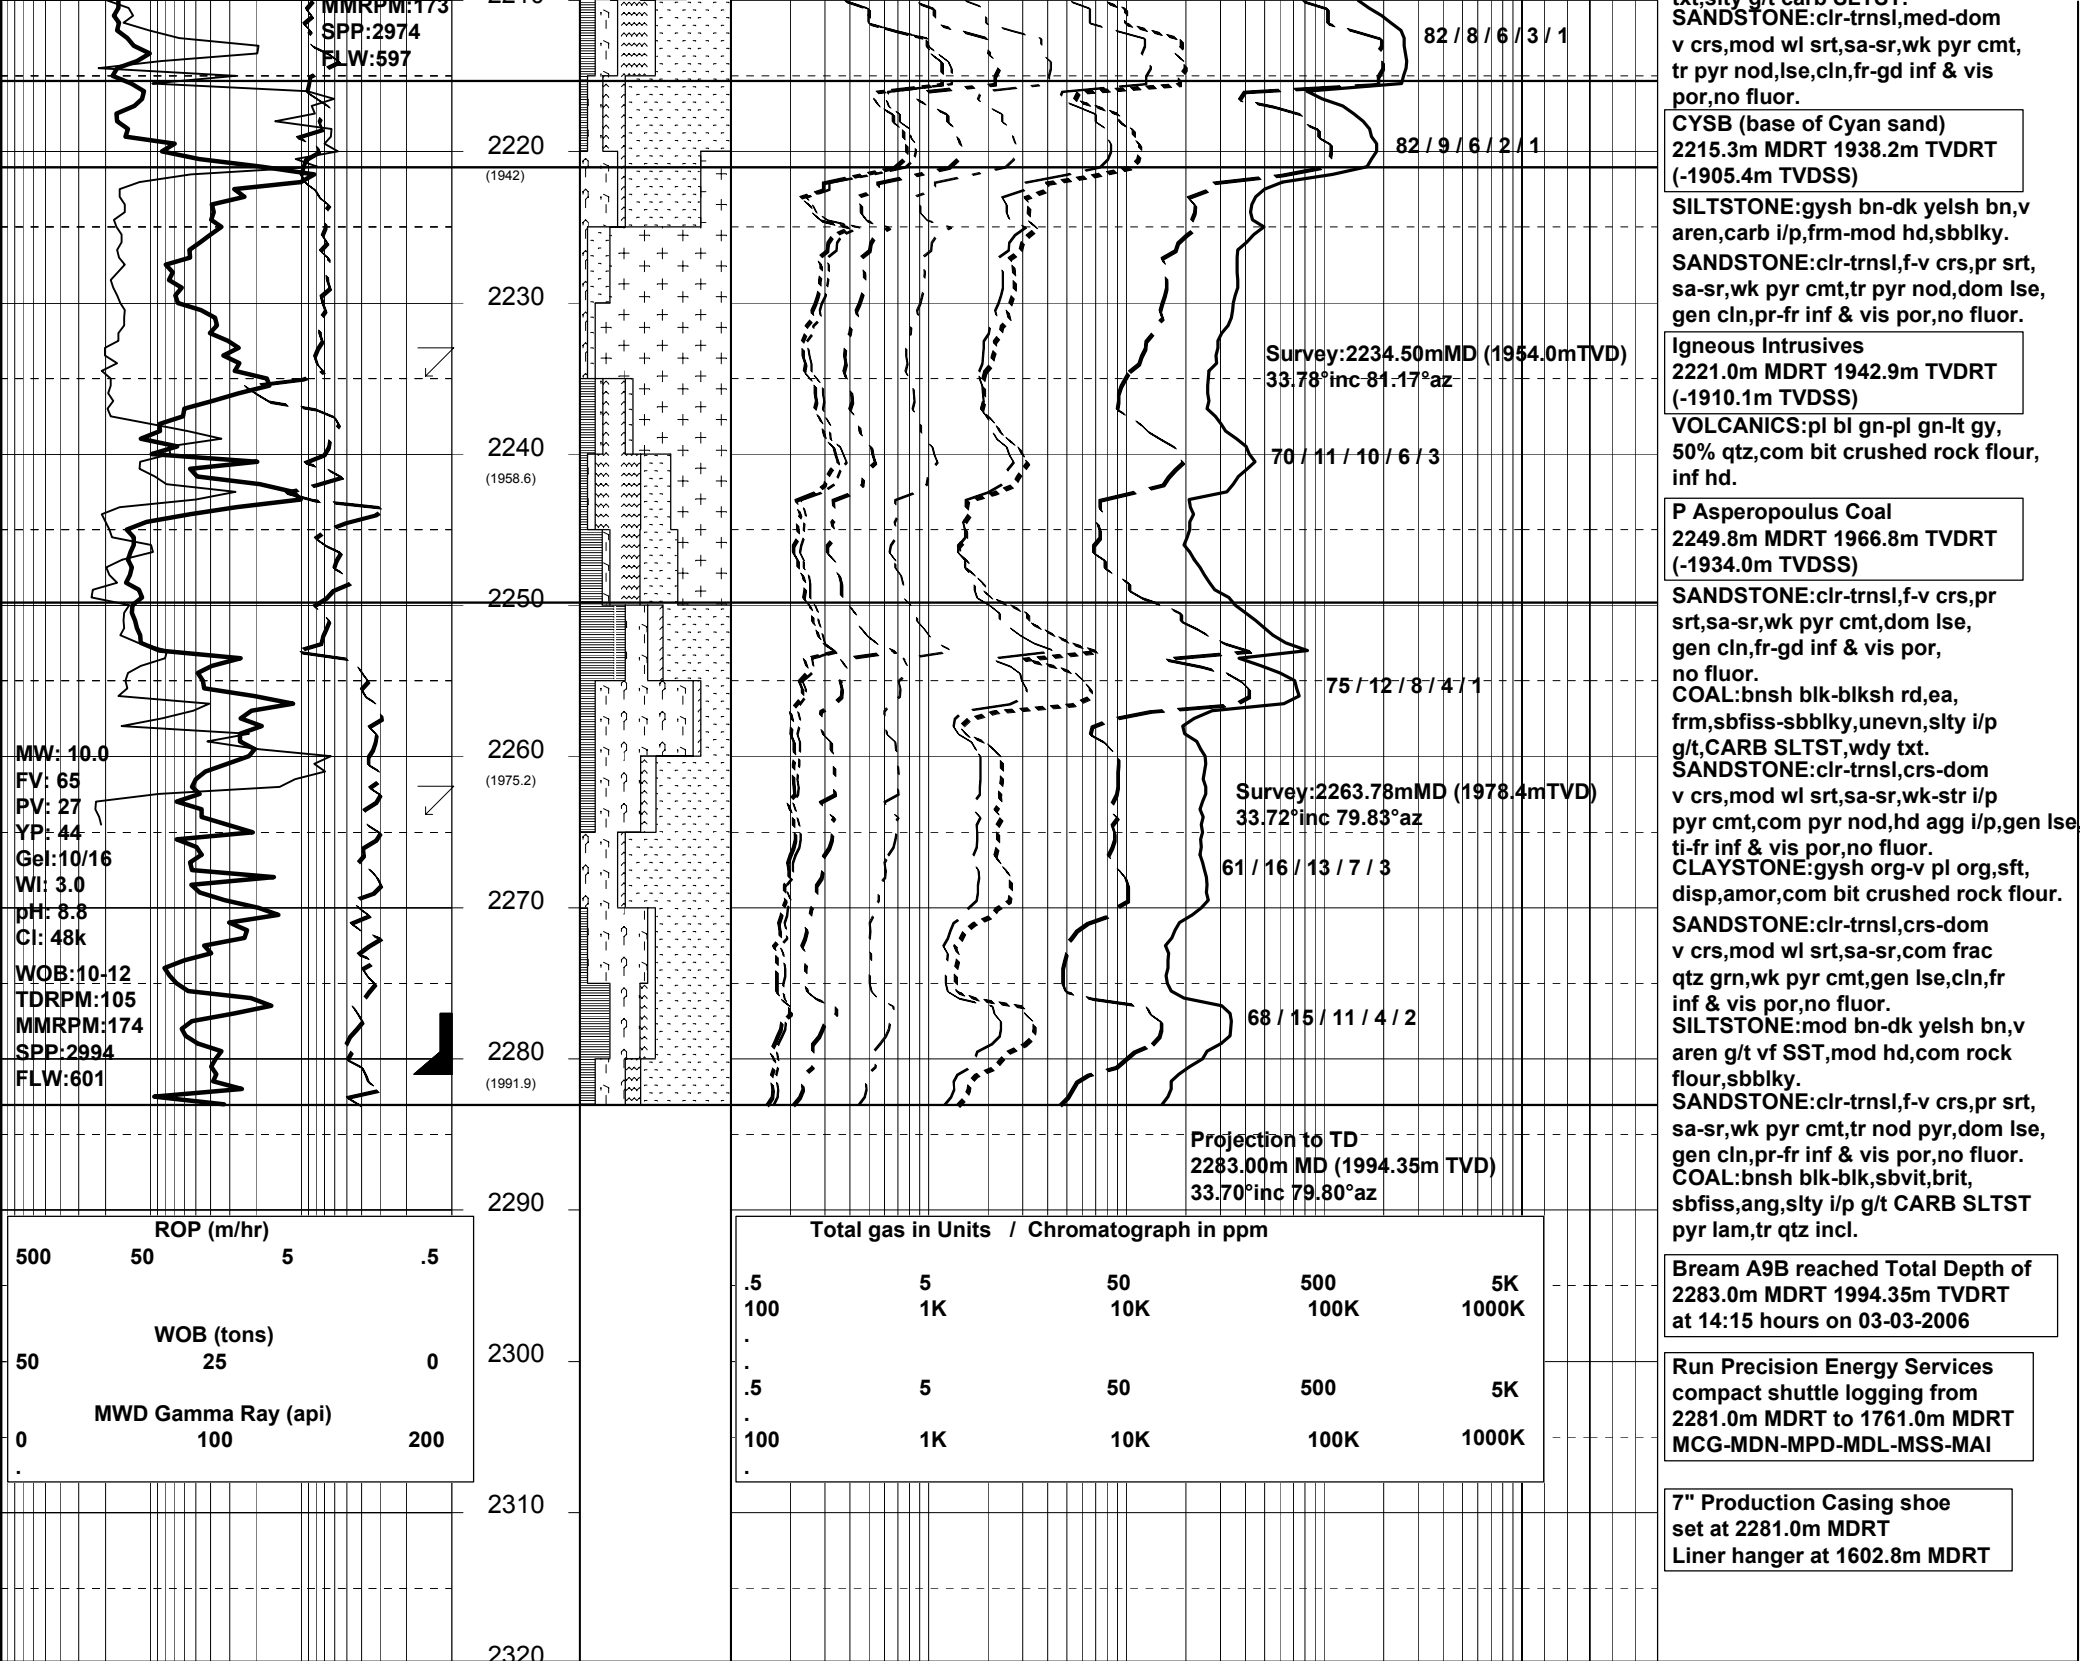 MMRPM:173
SPP:2974
FLW:597
MW: 10.0
FV: 65
PV: 27
YP: 44
Gel:10/16
Wl: 3.0
pH: 8.8
Cl: 48k
WOB:10-12
TDRPM:105
MMRPM:174
SPP:2994
FLW:601
2220
(1942)
2230
2240
(1958.6)
2250
2260
(1975.2)
2270
2280
(1991.9)
2290
2300
2310
2320
82 / 8 / 6 / 3 / 1
82 / 9 / 6 / 2 / 1
Survey:2234.50mMD (1954.0mTVD)
33.78°inc 81.17°az
70 / 11 / 10 / 6 / 3
75 / 12 / 8 / 4 / 1
Survey:2263.78mMD (1978.4mTVD)
33.72°inc 79.83°az
61 / 16 / 13 / 7 / 3
68 / 15 / 11 / 4 / 2
Projection to TD
2283.00m MD (1994.35m TVD)
33.70°inc 79.80°az
ROP (m/hr)
500 50 5 .5
WOB (tons)
50 25 0
MWD Gamma Ray (api)
0 100 200
.
Total gas in Units / Chromatograph in ppm
.5 5 50 500 5K
100 1K 10K 100K 1000K
.
.
.5 5 50 500 5K
.
100 1K 10K 100K 1000K
.
txt,slty g/t carb SLTST.
SANDSTONE:clr-trnsl,med-dom
v crs,mod wl srt,sa-sr,wk pyr cmt,
tr pyr nod,lse,cln,fr-gd inf & vis
por,no fluor.
CYSB (base of Cyan sand)
2215.3m MDRT 1938.2m TVDRT
(-1905.4m TVDSS)
SILTSTONE:gysh bn-dk yelsh bn,v
aren,carb i/p,frm-mod hd,sbblky.
SANDSTONE:clr-trnsl,f-v crs,pr srt,
sa-sr,wk pyr cmt,tr pyr nod,dom lse,
gen cln,pr-fr inf & vis por,no fluor.
Igneous Intrusives
2221.0m MDRT 1942.9m TVDRT
(-1910.1m TVDSS)
VOLCANICS:pl bl gn-pl gn-lt gy,
50% qtz,com bit crushed rock flour,
inf hd.
P Asperopoulus Coal
2249.8m MDRT 1966.8m TVDRT
(-1934.0m TVDSS)
SANDSTONE:clr-trnsl,f-v crs,pr
srt,sa-sr,wk pyr cmt,dom lse,
gen cln,fr-gd inf & vis por,
no fluor.
COAL:bnsh blk-blksh rd,ea,
frm,sbfiss-sbblky,unevn,slty i/p
g/t,CARB SLTST,wdy txt.
SANDSTONE:clr-trnsl,crs-dom
v crs,mod wl srt,sa-sr,wk-str i/p
pyr cmt,com pyr nod,hd agg i/p,gen lse,
ti-fr inf & vis por,no fluor.
CLAYSTONE:gysh org-v pl org,sft,
disp,amor,com bit crushed rock flour.
SANDSTONE:clr-trnsl,crs-dom
v crs,mod wl srt,sa-sr,com frac
qtz grn,wk pyr cmt,gen lse,cln,fr
inf & vis por,no fluor.
SILTSTONE:mod bn-dk yelsh bn,v
aren g/t vf SST,mod hd,com rock
flour,sbblky.
SANDSTONE:clr-trnsl,f-v crs,pr srt,
sa-sr,wk pyr cmt,tr nod pyr,dom lse,
gen cln,pr-fr inf & vis por,no fluor.
COAL:bnsh blk-blk,sbvit,brit,
sbfiss,ang,slty i/p g/t CARB SLTST
pyr lam,tr qtz incl.
Bream A9B reached Total Depth of
2283.0m MDRT 1994.35m TVDRT
at 14:15 hours on 03-03-2006
Run Precision Energy Services
compact shuttle logging from
2281.0m MDRT to 1761.0m MDRT
MCG-MDN-MPD-MDL-MSS-MAI
7" Production Casing shoe
set at 2281.0m MDRT
Liner hanger at 1602.8m MDRT